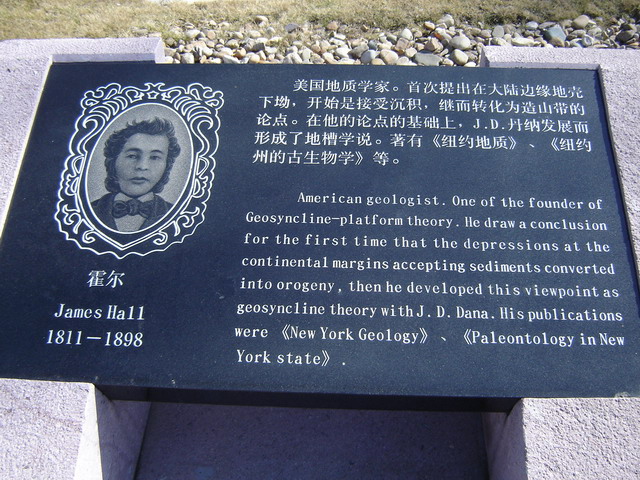 美国地质学家。首次提出在大陆边缘地壳
下坳，开始是接受沉积，继而转化为造山带的
论点。在他的论点的基础上，J.D.丹纳发展而
形成了地槽学说。著有《纽约地质》、《纽约
州的古生物学》等。
American geologist. One of the founder of
Geosyncline-platform theory. He draw a conclusion
for the first time that the depressions at the
continental margins accepting sediments converted
into orogeny, then he developed this viewpoint as
geosyncline theory with J.D. Dana. His publications
were 《New York Geology》、《Paleontology in New
York state》.
霍尔
James Hall
1811－1898